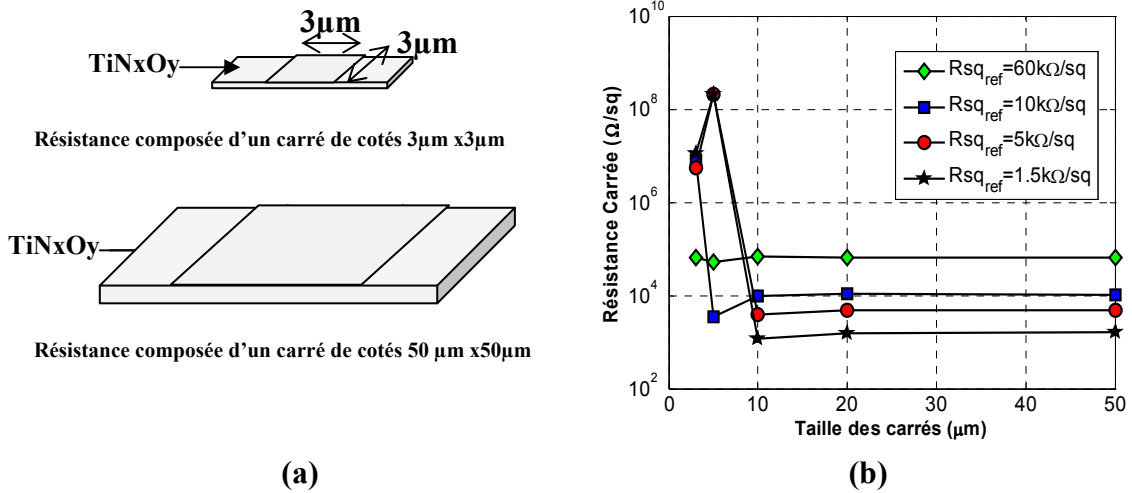 3µm
3µm
TiNxOy
Résistance composée d'un carré de cotés 3µm x3µm
TiNxOy
Résistance composée d'un carré de cotés 50 µm x50µm
(a)
Résistance Carrée (Ω/sq)
10^10
10^8
10^6
10^4
10^2
0 10 20 30 40 50
Taille des carrés (µm)
Rsq_ref=60kΩ/sq
Rsq_ref=10kΩ/sq
Rsq_ref=5kΩ/sq
Rsq_ref=1.5kΩ/sq
(b)